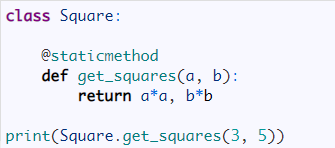 class Square:
    @staticmethod
    def get_squares(a, b):
        return a*a, b*b
print(Square.get_squares(3, 5))